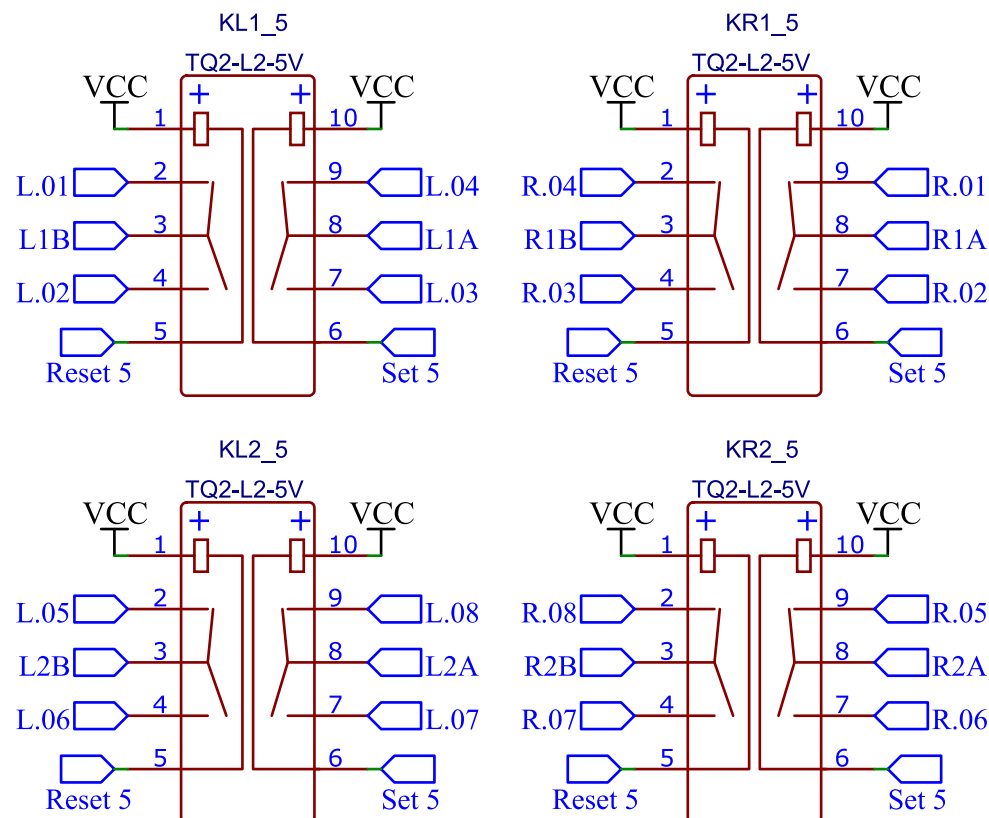 KL1_5
TQ2-L2-5V
VCC + + VCC
1 10
L.01 2 9 L.04
L1B 3 8 L1A
L.02 4 7 L.03
5 6
Reset 5 Set 5
KR1_5
TQ2-L2-5V
VCC + + VCC
1 10
R.04 2 9 R.01
R1B 3 8 R1A
R.03 4 7 R.02
5 6
Reset 5 Set 5
KL2_5
TQ2-L2-5V
VCC + + VCC
1 10
L.05 2 9 L.08
L2B 3 8 L2A
L.06 4 7 L.07
5 6
Reset 5 Set 5
KR2_5
TQ2-L2-5V
VCC + + VCC
1 10
R.08 2 9 R.05
R2B 3 8 R2A
R.07 4 7 R.06
5 6
Reset 5 Set 5